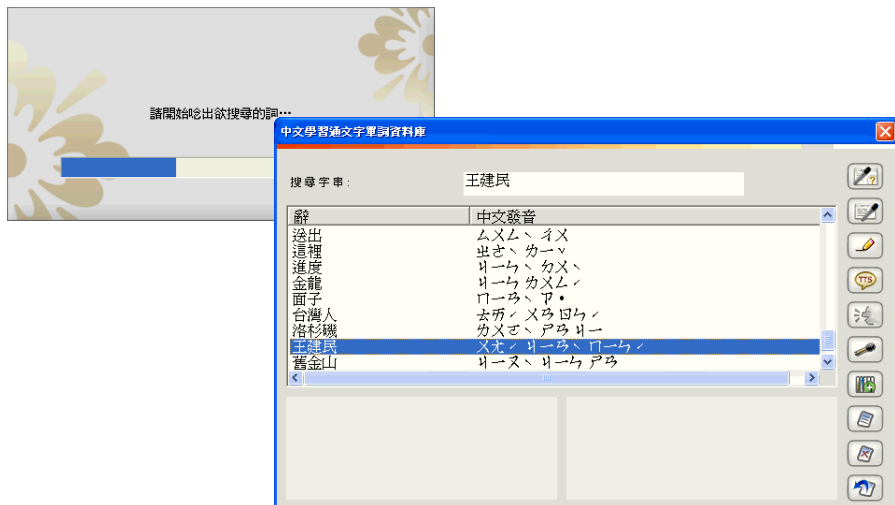 請開始唸出欲搜尋的詞…
中文學習通文字單詞資料庫
搜尋字串: 王建民
辭 中文發音
送出 ㄙㄨㄥˋ ㄔㄨ
這裡 ㄓㄜˋ ㄌㄧˇ
進度 ㄐㄧㄣˋ ㄉㄨˋ
金龍 ㄐㄧㄣ ㄌㄨㄥˊ
面子 ㄇㄧㄢˋ ㄗ˙
台灣人 ㄊㄞˊ ㄨㄢ ㄖㄣˊ
洛杉磯 ㄌㄨㄛˋ ㄕㄢ ㄐㄧ
王建民 ㄨㄤˊ ㄐㄧㄢˋ ㄇㄧㄣˊ
舊金山 ㄐㄧㄡˋ ㄐㄧㄣ ㄕㄢ
TTS